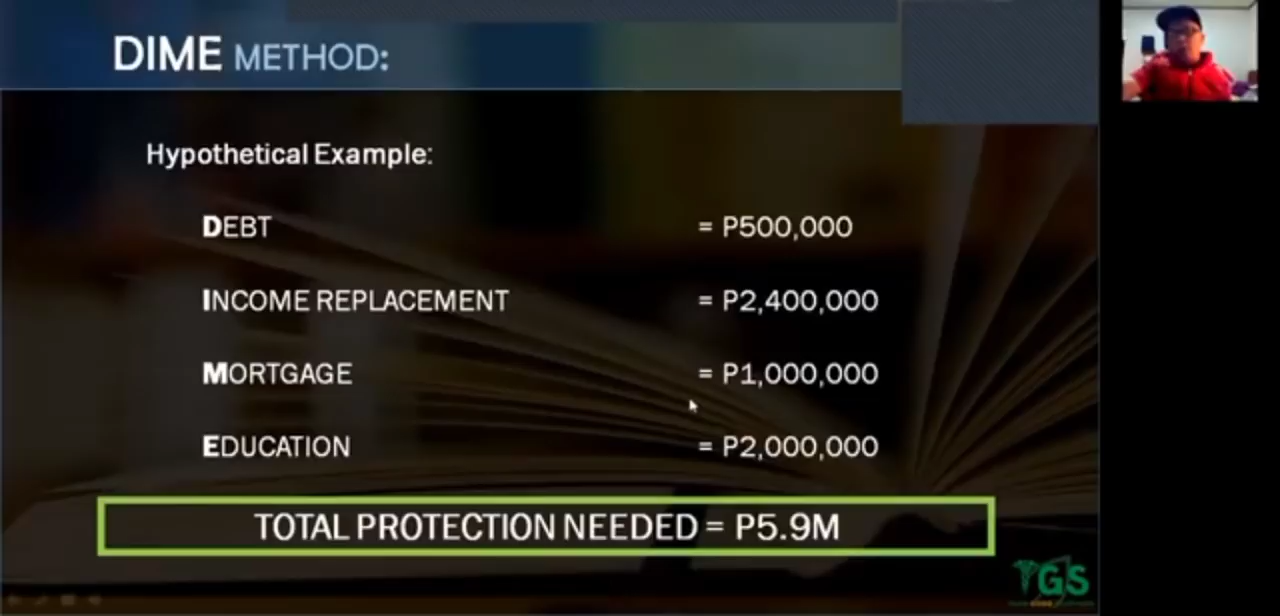 DIME METHOD:
Hypothetical Example:
DEBT = P500,000
INCOME REPLACEMENT = P2,400,000
MORTGAGE = P1,000,000
EDUCATION = P2,000,000
TOTAL PROTECTION NEEDED = P5.9M
TGS